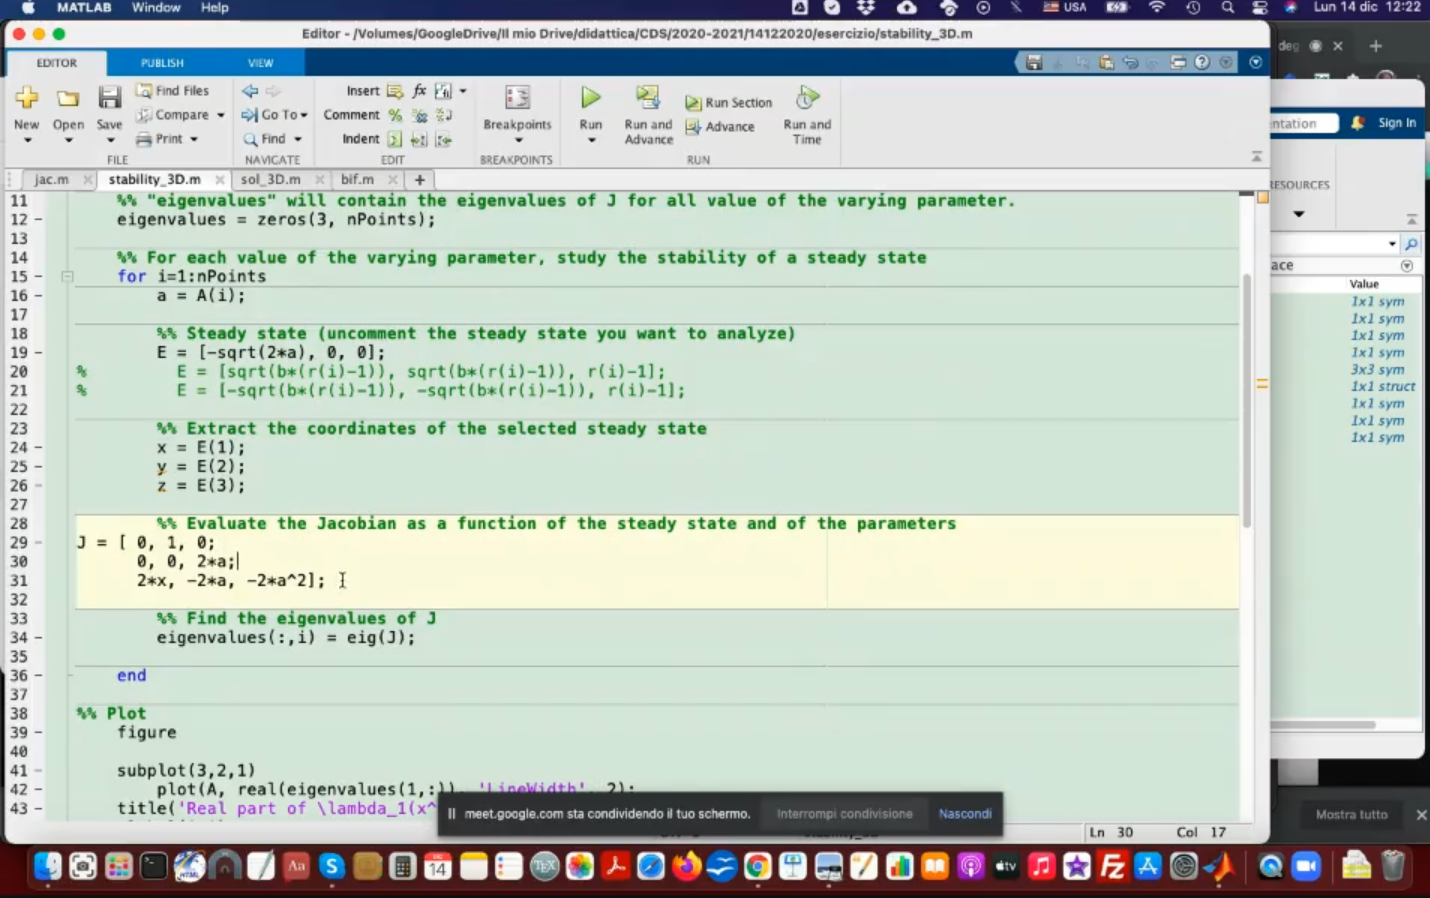 MATLAB Window Help
USA
Lun 14 dic 12:22
Editor - /Volumes/GoogleDrive/Il mio Drive/didattica/CDS/2020-2021/14122020/esercizio/stability_3D.m
deg
EDITOR PUBLISH VIEW
New Open Save Find Files Compare Print
Go To Find
Insert fx
Comment %
Indent
Breakpoints
Run
Run and Advance
Run Section
Advance
Run and Time
FILE NAVIGATE EDIT BREAKPOINTS RUN
ntation Sign In
ESOURCES
ace
Value
1x1 sym
1x1 sym
1x1 sym
1x1 sym
3x3 sym
1x1 struct
1x1 sym
1x1 sym
1x1 sym
jac.m stability_3D.m sol_3D.m bif.m
11 %% "eigenvalues" will contain the eigenvalues of J for all value of the varying parameter.
12 - eigenvalues = zeros(3, nPoints);
13
14 %% For each value of the varying parameter, study the stability of a steady state
15 - for i=1:nPoints
16 - a = A(i);
17
18 %% Steady state (uncomment the steady state you want to analyze)
19 - E = [-sqrt(2*a), 0, 0];
20 % E = [sqrt(b*(r(i)-1)), sqrt(b*(r(i)-1)), r(i)-1];
21 % E = [-sqrt(b*(r(i)-1)), -sqrt(b*(r(i)-1)), r(i)-1];
22
23 %% Extract the coordinates of the selected steady state
24 - x = E(1);
25 - y = E(2);
26 - z = E(3);
27
28 %% Evaluate the Jacobian as a function of the steady state and of the parameters
29 - J = [ 0, 1, 0;
30 0, 0, 2*a;
31 2*x, -2*a, -2*a^2];
32
33 %% Find the eigenvalues of J
34 - eigenvalues(:,i) = eig(J);
35
36 - end
37
38 %% Plot
39 - figure
40
41 - subplot(3,2,1)
42 - plot(A, real(eigenvalues(1,:)), 'LineWidth', 2);
43 - title('Real part of \lambda_1(x^
meet.google.com sta condividendo il tuo schermo. Interrompi condivisione Nascondi
Ln 30 Col 17
Mostra tutto
HTML
Aa
DIC
14
TEX
tv
Fz